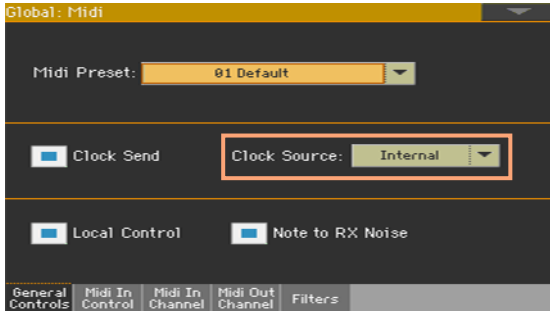 Global: Midi
Midi Preset: 01 Default
Clock Send Clock Source: Internal
Local Control Note to RX Noise
General Controls Midi In Control Midi In Channel Midi Out Channel Filters